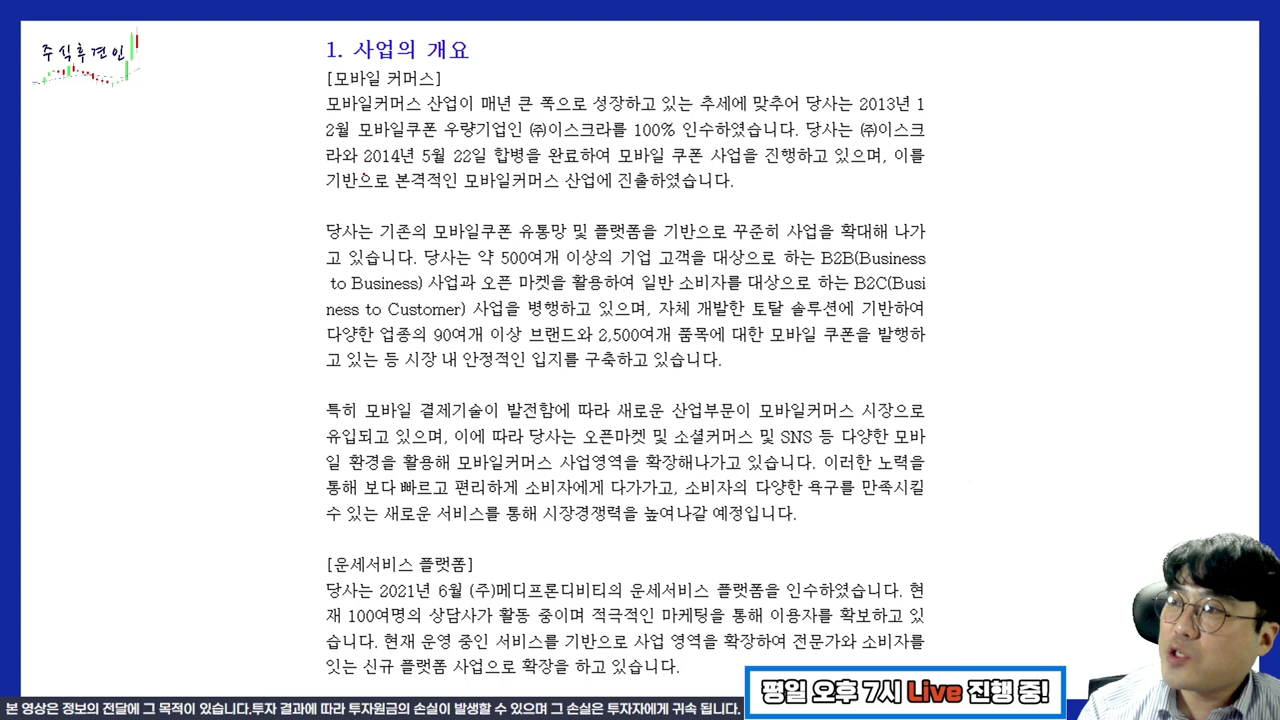 주식후견인
1. 사업의 개요
[모바일 커머스]
모바일커머스 산업이 매년 큰 폭으로 성장하고 있는 추세에 맞추어 당사는 2013년 1
2월 모바일쿠폰 우량기업인 ㈜이스크라를 100% 인수하였습니다. 당사는 ㈜이스크
라와 2014년 5월 22일 합병을 완료하여 모바일 쿠폰 사업을 진행하고 있으며, 이를
기반으로 본격적인 모바일커머스 산업에 진출하였습니다.
당사는 기존의 모바일쿠폰 유통망 및 플랫폼을 기반으로 꾸준히 사업을 확대해 나가
고 있습니다. 당사는 약 500여개 이상의 기업 고객을 대상으로 하는 B2B(Business
to Business) 사업과 오픈 마켓을 활용하여 일반 소비자를 대상으로 하는 B2C(Busi
ness to Customer) 사업을 병행하고 있으며, 자체 개발한 토탈 솔루션에 기반하여
다양한 업종의 90여개 이상 브랜드와 2,500여개 품목에 대한 모바일 쿠폰을 발행하
고 있는 등 시장 내 안정적인 입지를 구축하고 있습니다.
특히 모바일 결제기술이 발전함에 따라 새로운 산업부문이 모바일커머스 시장으로
유입되고 있으며, 이에 따라 당사는 오픈마켓 및 소셜커머스 및 SNS 등 다양한 모바
일 환경을 활용해 모바일커머스 사업영역을 확장해나가고 있습니다. 이러한 노력을
통해 보다 빠르고 편리하게 소비자에게 다가가고, 소비자의 다양한 욕구를 만족시킬
수 있는 새로운 서비스를 통해 시장경쟁력을 높여나갈 예정입니다.
[운세서비스 플랫폼]
당사는 2021년 6월 (주)메디프론디비티의 운세서비스 플랫폼을 인수하였습니다. 현
재 100여명의 상담사가 활동 중이며 적극적인 마케팅을 통해 이용자를 확보하고 있
습니다. 현재 운영 중인 서비스를 기반으로 사업 영역을 확장하여 전문가와 소비자를
잇는 신규 플랫폼 사업으로 확장을 하고 있습니다.
평일 오후 7시 Live 진행 중!
본 영상은 정보의 전달에 그 목적이 있습니다.투자 결과에 따라 투자원금의 손실이 발생할 수 있으며 그 손실은 투자자에게 귀속 됩니다.